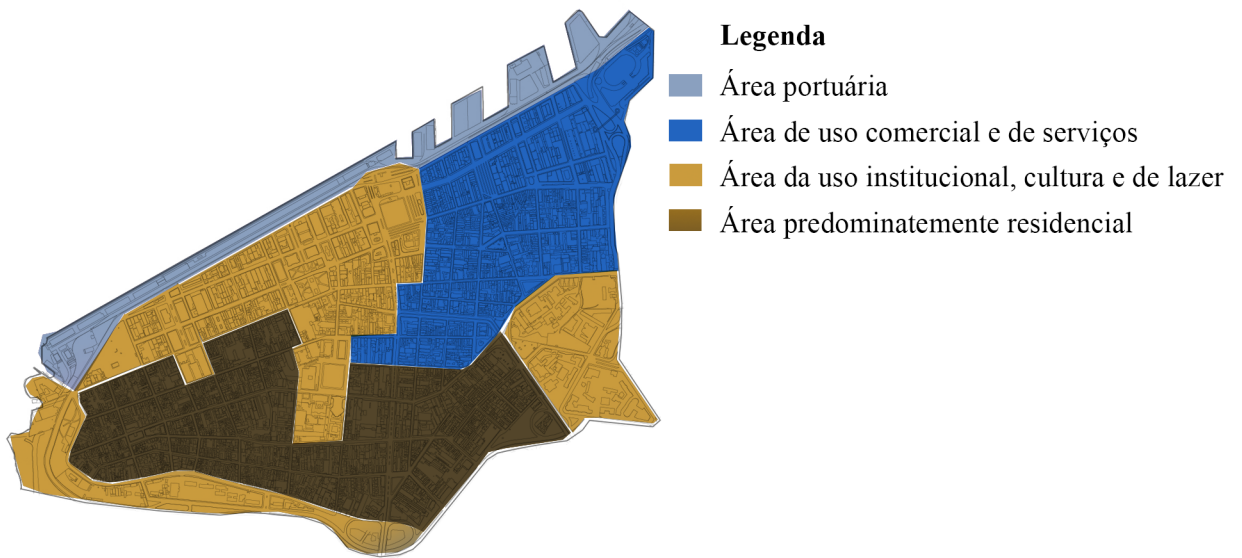 Legenda
Área portuária
Área de uso comercial e de serviços
Área da uso institucional, cultura e de lazer
Área predominatemente residencial